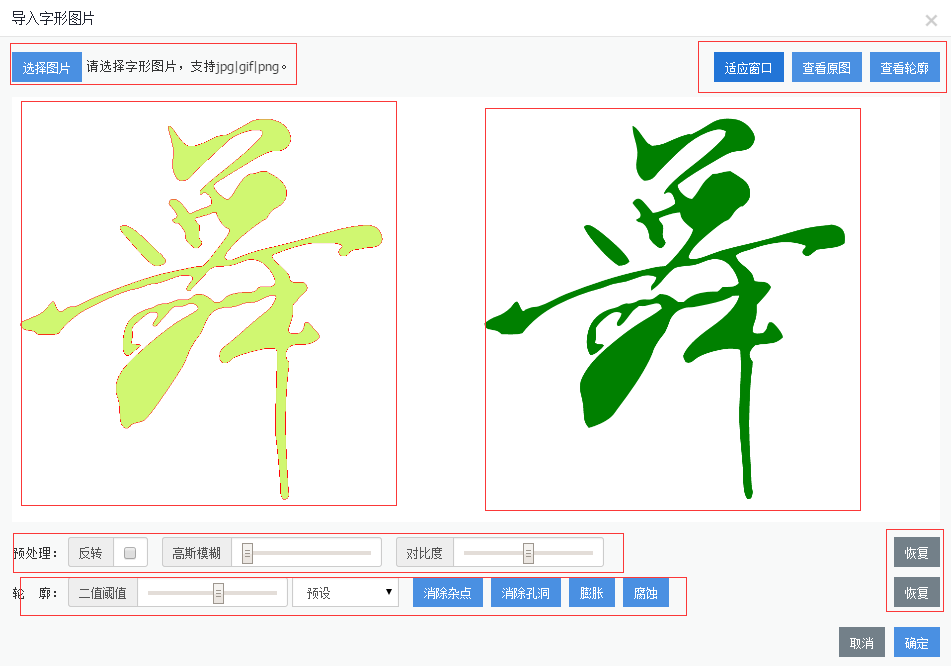 导入字形图片
选择图片 请选择字形图片，支持jpg|gif|png。 适应窗口 查看原图 查看轮廓
舞
预处理： 反转 高斯模糊 对比度 恢复
轮 廓： 二值阈值 预设 消除杂点 消除孔洞 膨胀 腐蚀 恢复
取消 确定